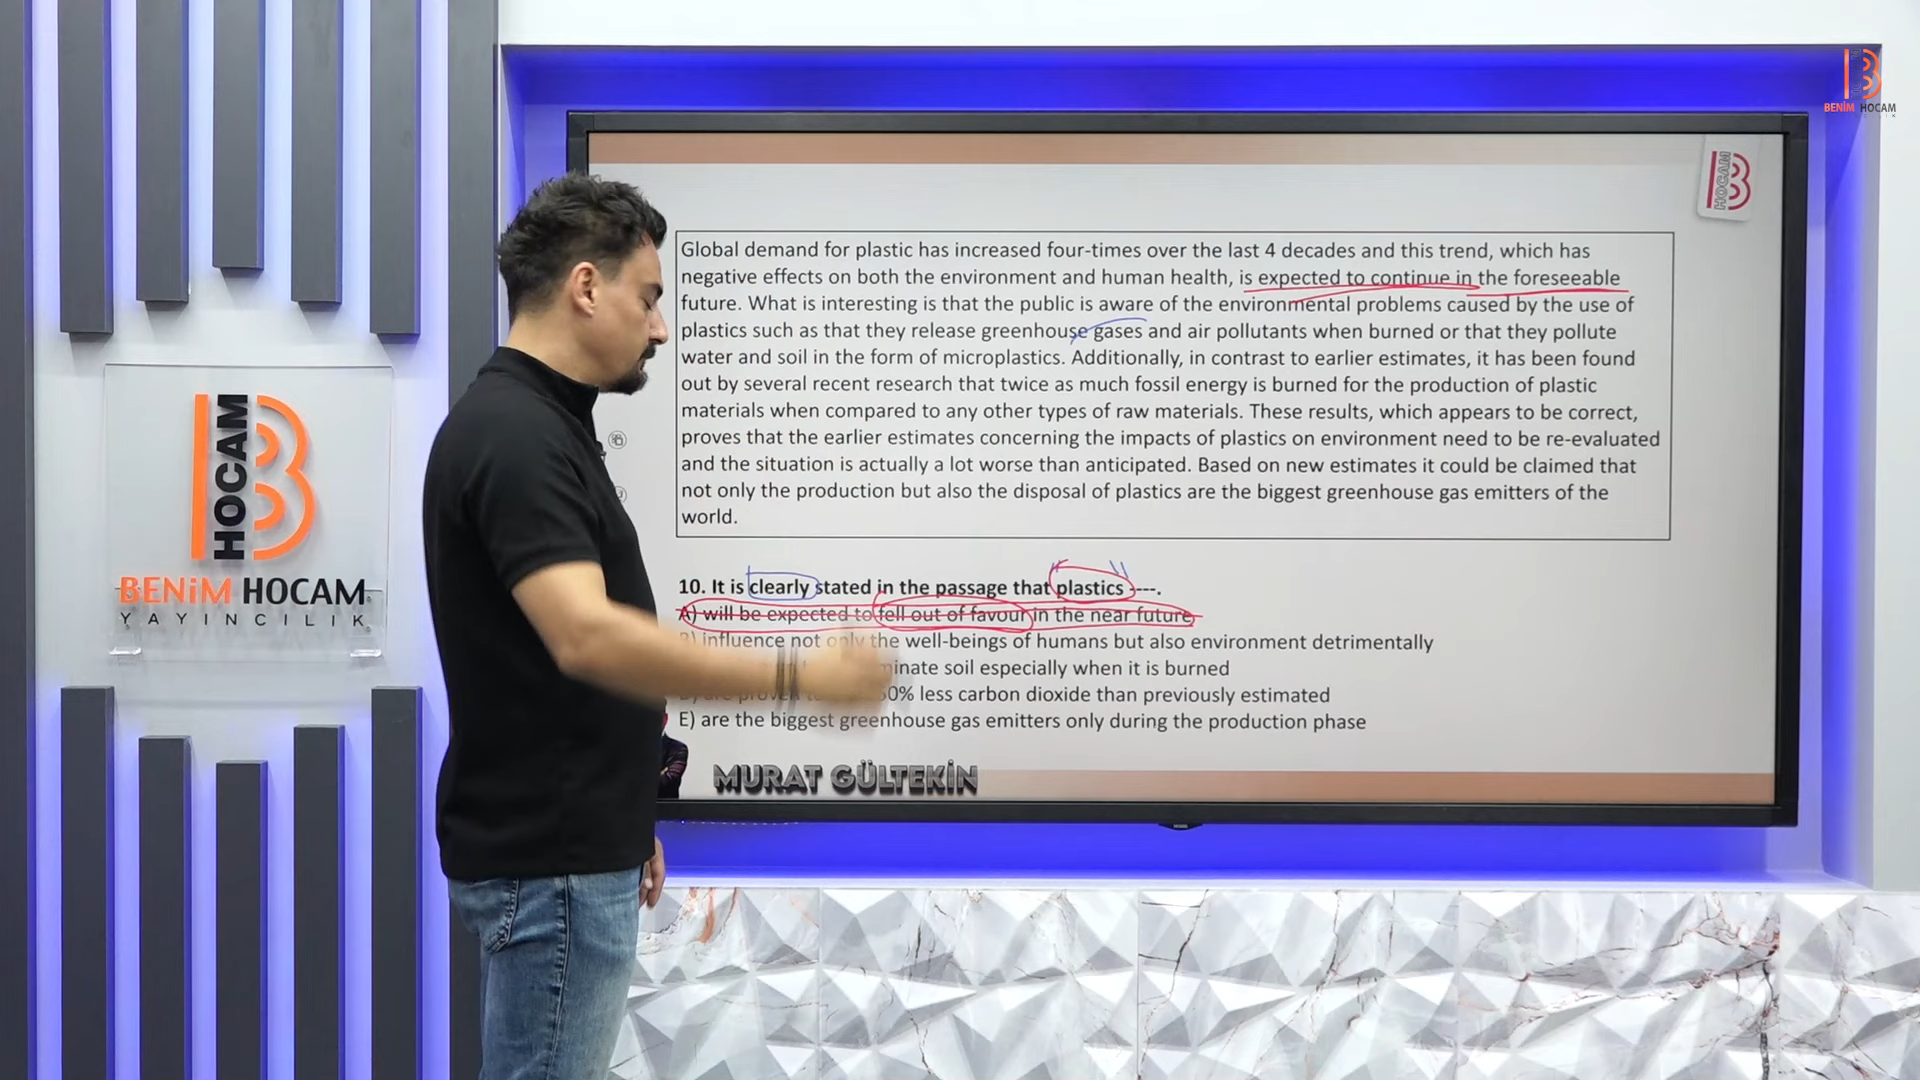 BENİM HOCAM
HOCAM
Global demand for plastic has increased four-times over the last 4 decades and this trend, which has
negative effects on both the environment and human health, is expected to continue in the foreseeable
future. What is interesting is that the public is aware of the environmental problems caused by the use of
plastics such as that they release greenhouse gases and air pollutants when burned or that they pollute
water and soil in the form of microplastics. Additionally, in contrast to earlier estimates, it has been found
out by several recent research that twice as much fossil energy is burned for the production of plastic
materials when compared to any other types of raw materials. These results, which appears to be correct,
proves that the earlier estimates concerning the impacts of plastics on environment need to be re-evaluated
and the situation is actually a lot worse than anticipated. Based on new estimates it could be claimed that
not only the production but also the disposal of plastics are the biggest greenhouse gas emitters of the
world.
10. It is clearly stated in the passage that plastics ----.
A) will be expected to fell out of favour in the near future
B) influence not only the well-beings of humans but also environment detrimentally
soil especially when it is burned
less carbon dioxide than previously estimated
E) are the biggest greenhouse gas emitters only during the production phase
MURAT GÜLTEKİN
HOCAM
BENİM HOCAM
YAYINCILIK